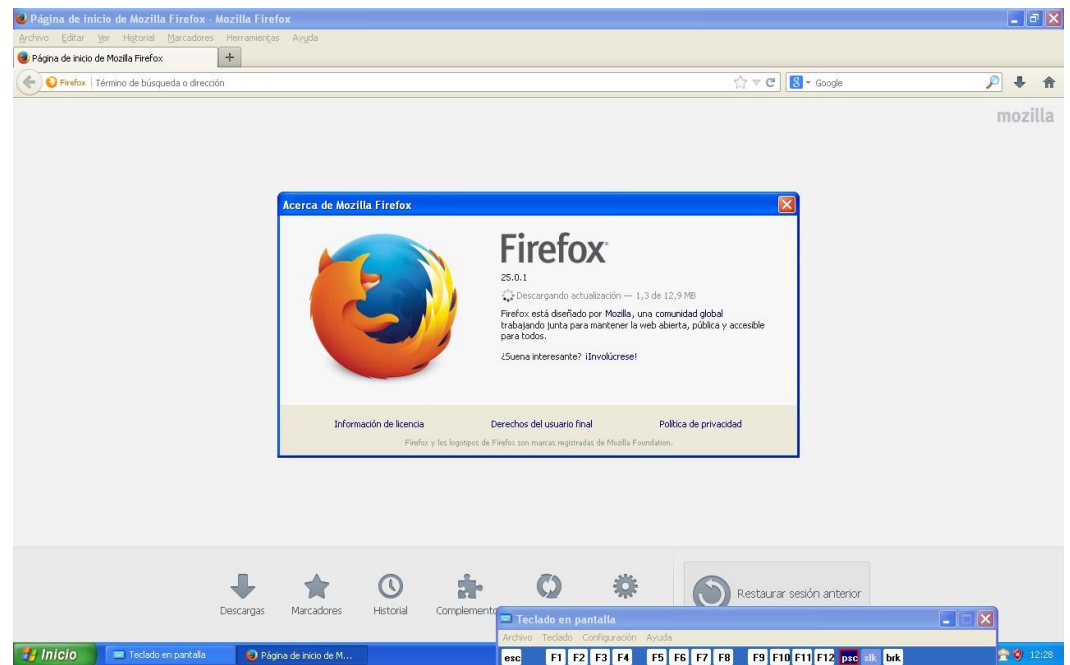 Página de inicio de Mozilla Firefox - Mozilla Firefox
Archivo Editar Ver Historial Marcadores Herramientas Ayuda
Página de inicio de Mozilla Firefox +
Firefox Término de búsqueda o dirección 8 Google
mozilla
Acerca de Mozilla Firefox
Firefox
25.0.1
Descargando actualización — 1,3 de 12,9 MB
Firefox está diseñado por Mozilla, una comunidad global
trabajando junta para mantener la web abierta, pública y accesible
para todos.
¿Suena interesante? ¡Involúcrese!
Información de licencia Derechos del usuario final Política de privacidad
Firefox y los logotipos de Firefox son marcas registradas de Mozilla Foundation.
Descargas Marcadores Historial Complemento
Restaurar sesión anterior
Teclado en pantalla
Archivo Teclado Configuración Ayuda
esc F1 F2 F3 F4 F5 F6 F7 F8 F9 F10 F11 F12 psc slk brk
Inicio Teclado en pantalla Página de inicio de M... 12:28